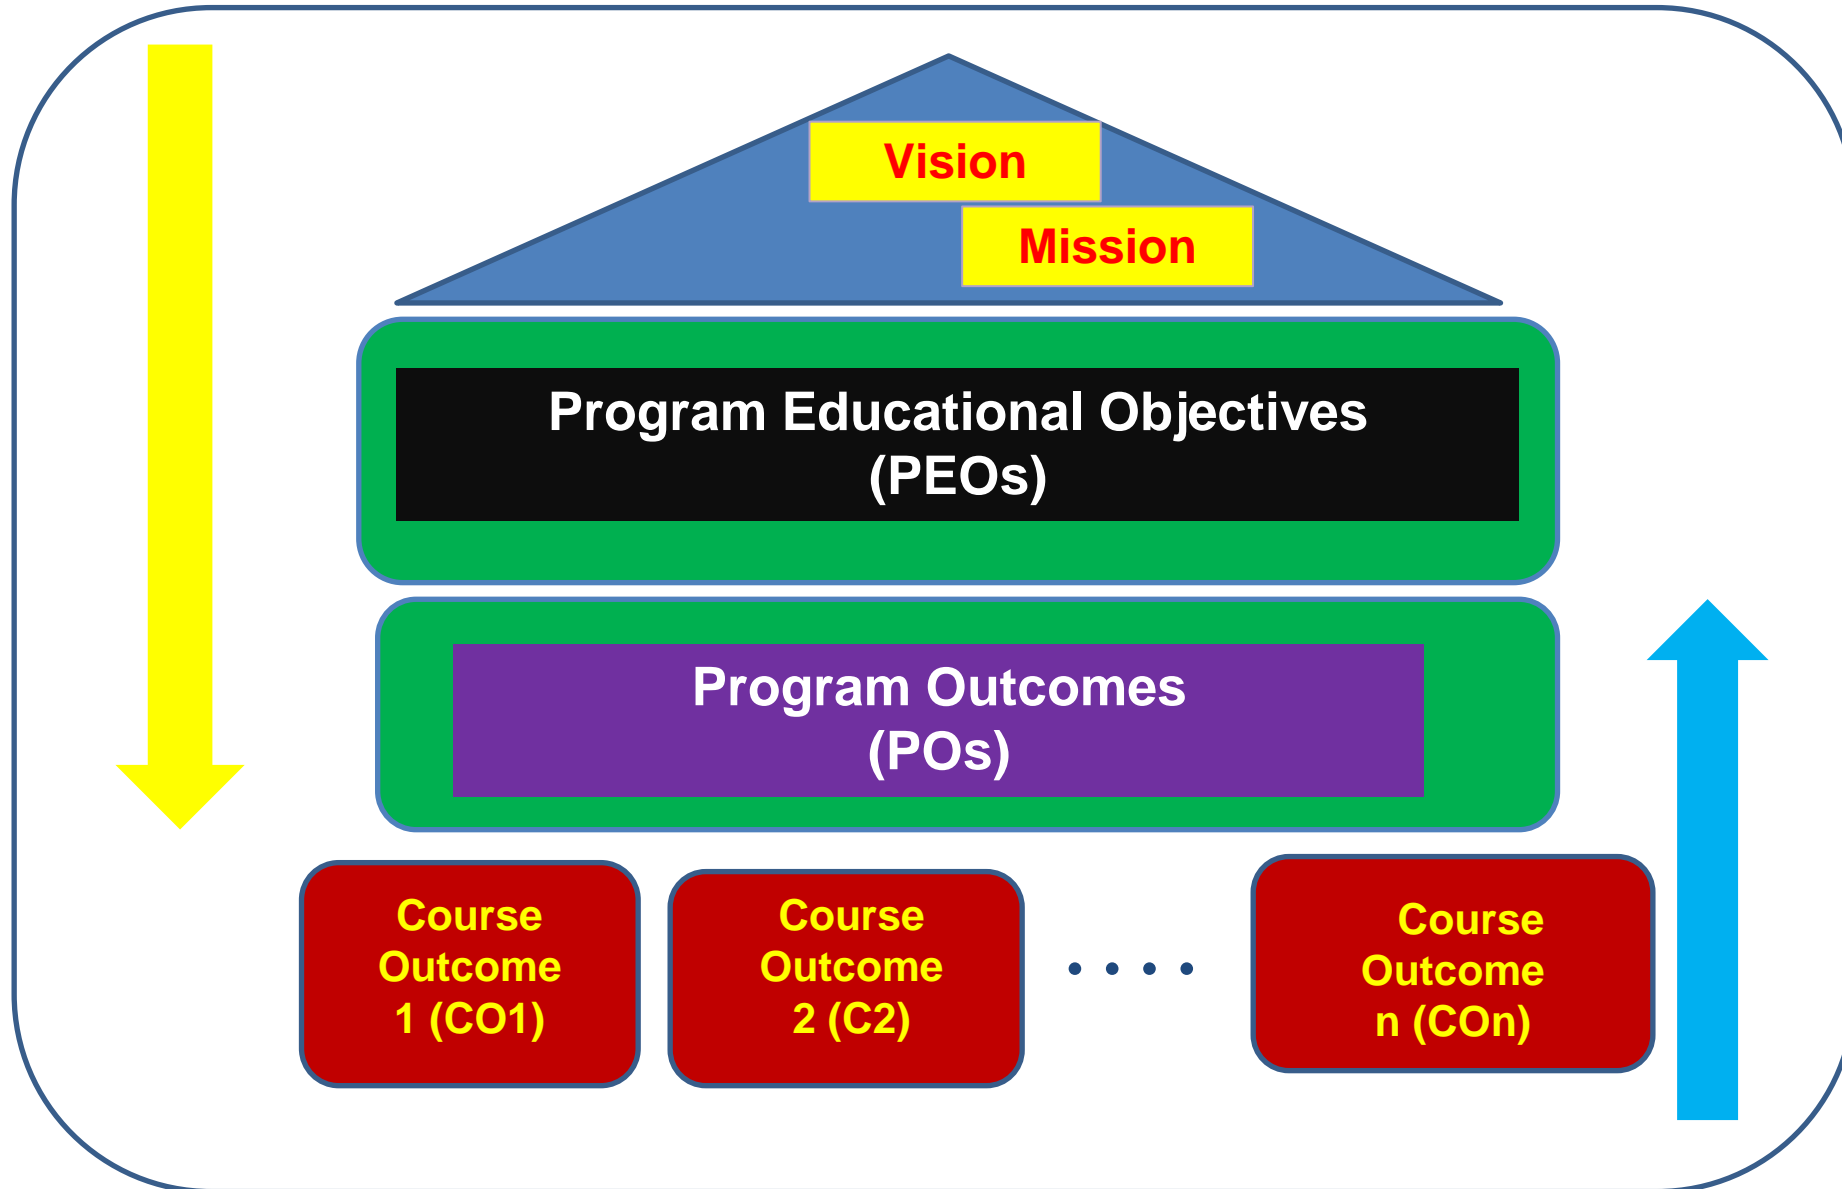 Vision
Mission
Program Educational Objectives
(PEOs)
Program Outcomes
(POs)
Course
Outcome
1 (CO1)
Course
Outcome
2 (C2)
. . . .
Course
Outcome
n (COn)